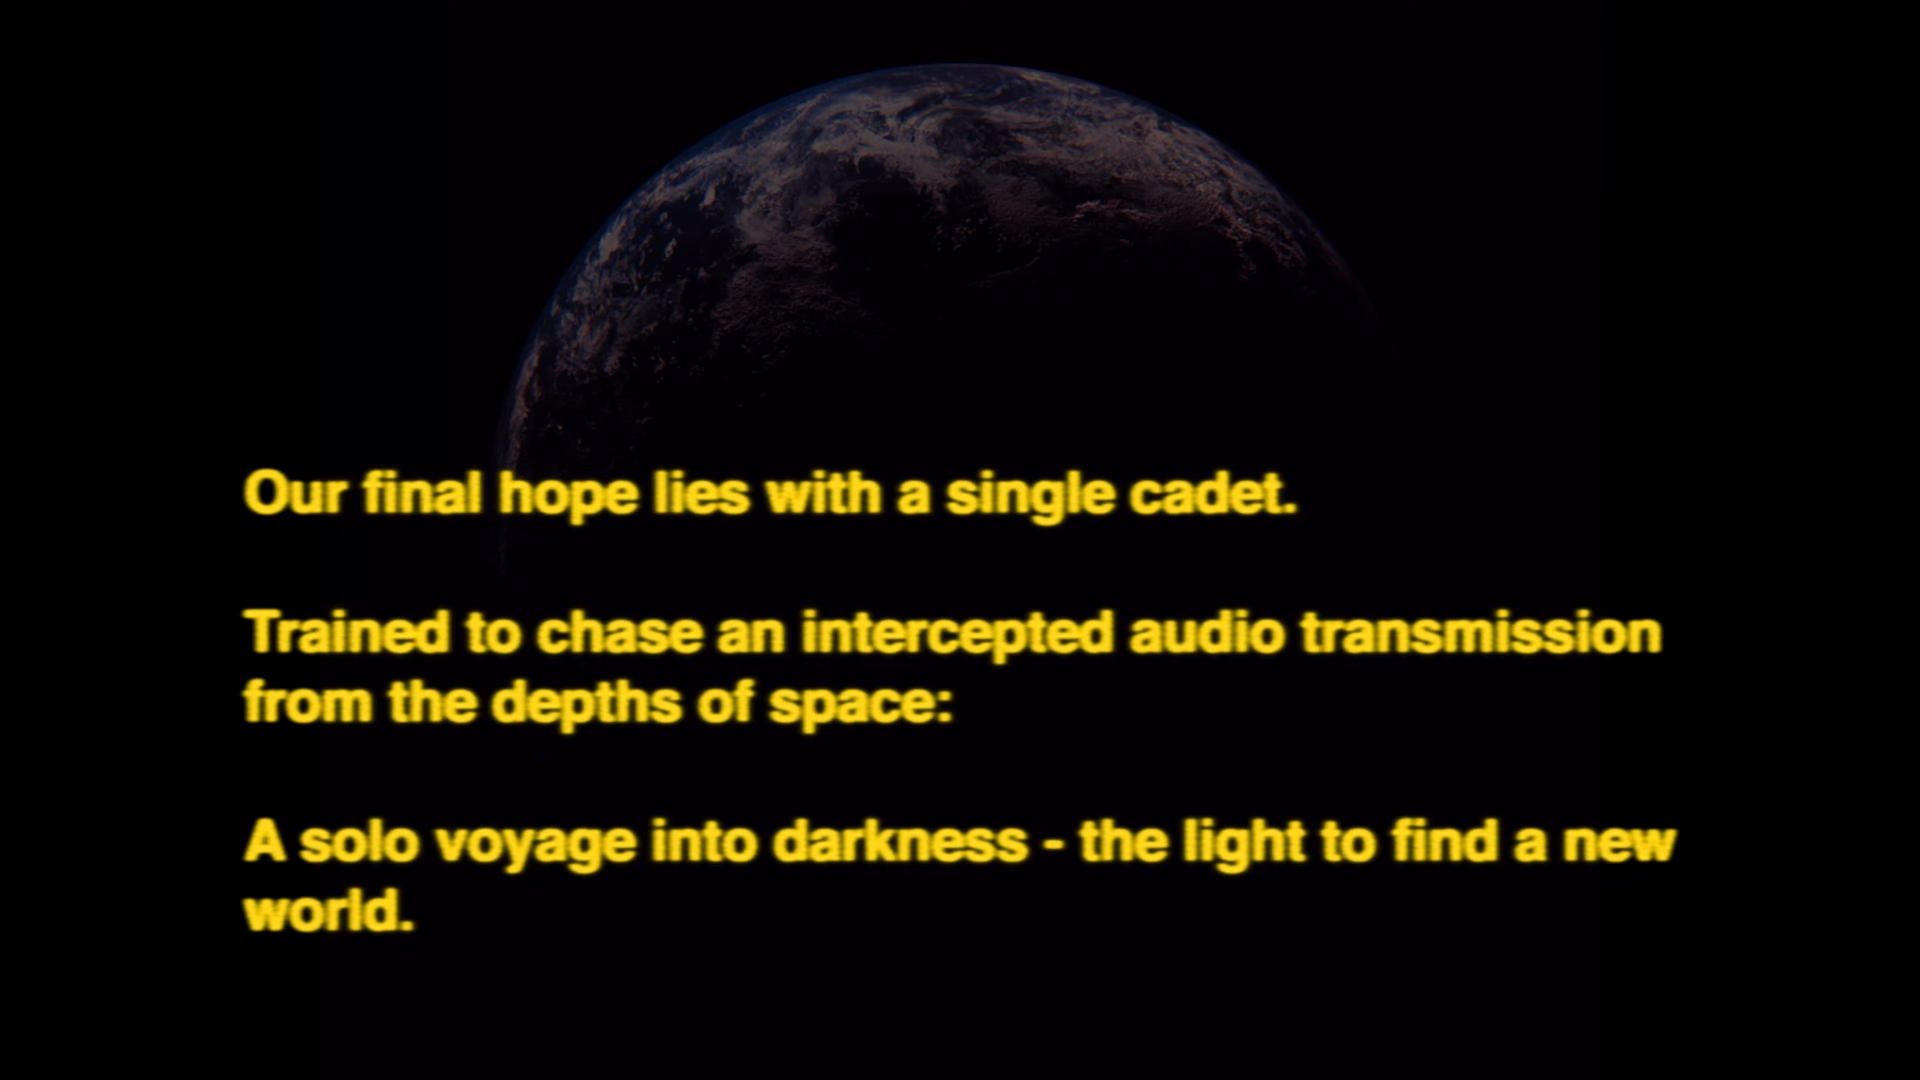 Our final hope lies with a single cadet.
Trained to chase an intercepted audio transmission
from the depths of space:
A solo voyage into darkness - the light to find a new
world.